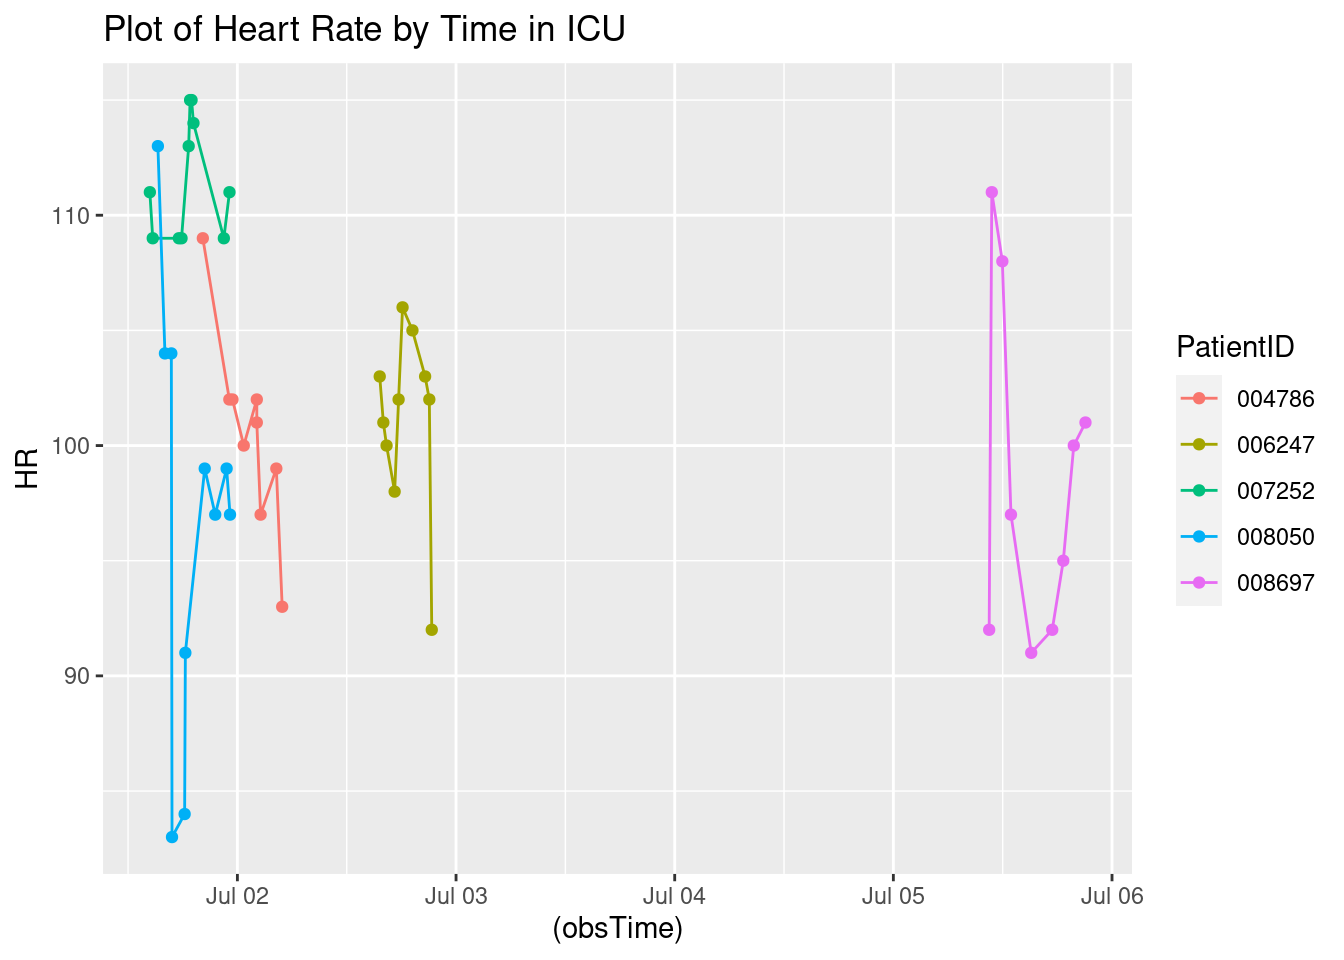 Plot of Heart Rate by Time in ICU
HR
110
100
90
Jul 02
Jul 03
Jul 04
Jul 05
Jul 06
(obsTime)
PatientID
004786
006247
007252
008050
008697